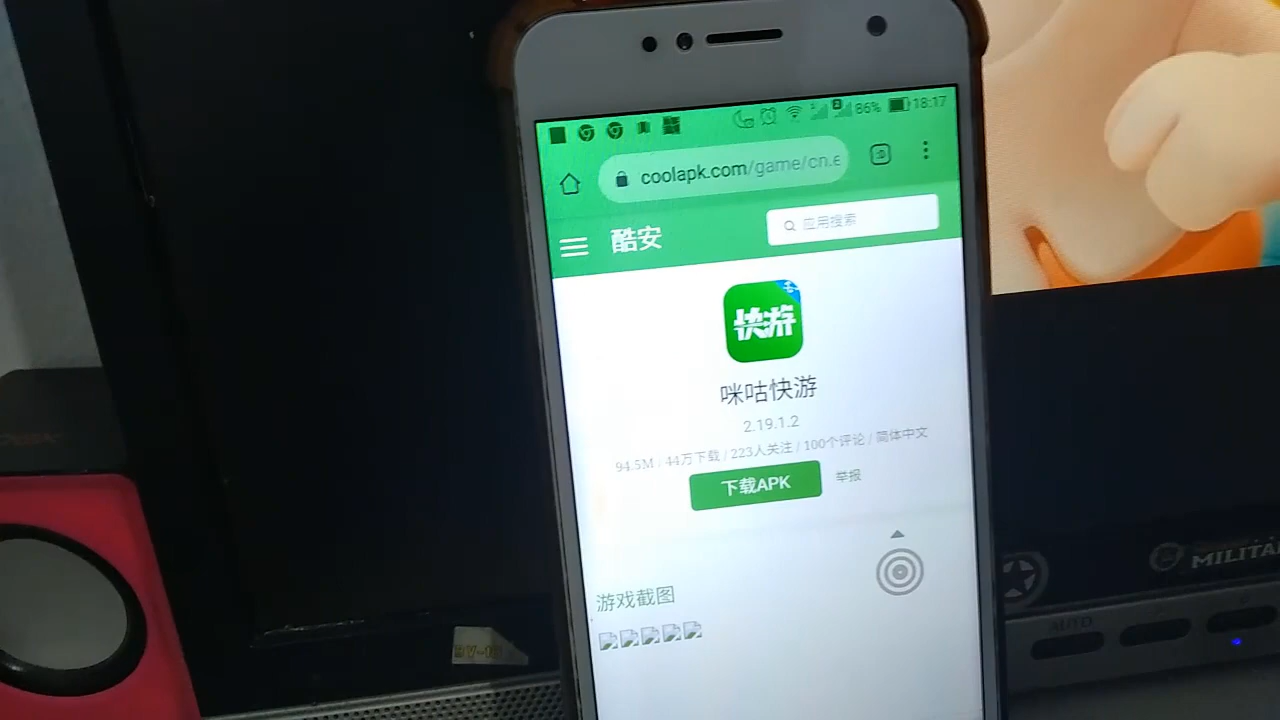 86% 18:17
coolapk.com/game/cn.e
酷安
应用搜索
快游
咪咕快游
2.19.1.2
94.5M / 44万下载 / 223人关注 / 100个评论 / 简体中文
下载APK
举报
游戏截图
MILITA
AUTO